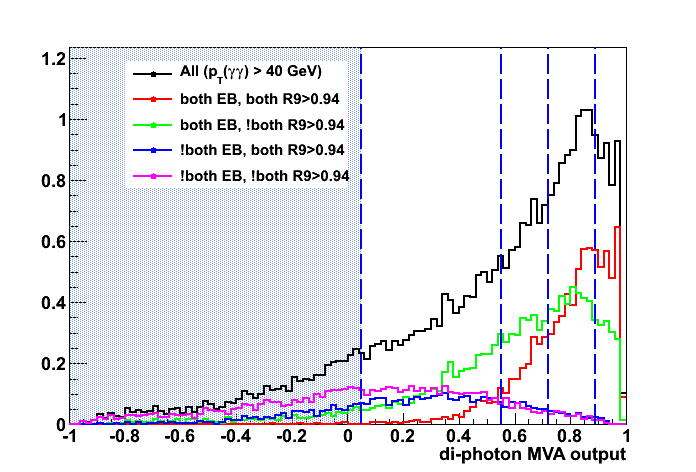 1.2
1
0.8
0.6
0.4
0.2
0
All (pT(γγ) > 40 GeV)
both EB, both R9>0.94
both EB, !both R9>0.94
!both EB, both R9>0.94
!both EB, !both R9>0.94
-1 -0.8 -0.6 -0.4 -0.2 0 0.2 0.4 0.6 0.8 1
di-photon MVA output